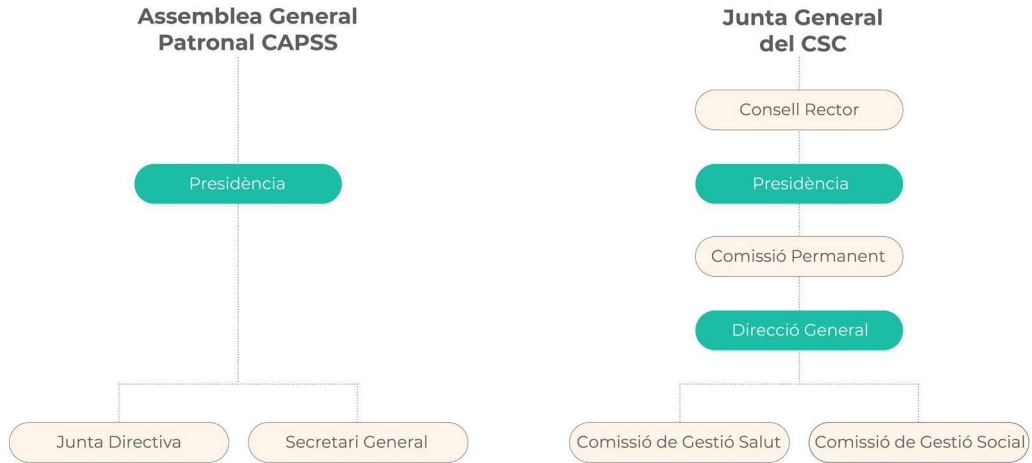 Assemblea General
Patronal CAPSS
Presidència
Junta Directiva
Secretari General
Junta General
del CSC
Consell Rector
Presidència
Comissió Permanent
Direcció General
Comissió de Gestió Salut
Comissió de Gestió Social